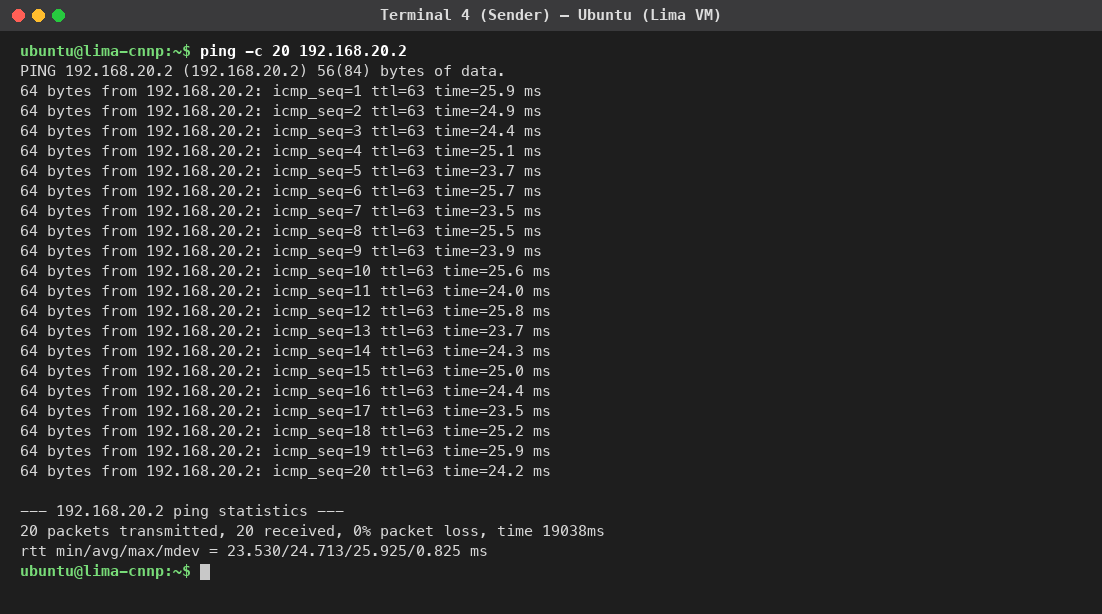 Terminal 4 (Sender) — Ubuntu (Lima VM)
ubuntu@lima-cnnp:~$ ping -c 20 192.168.20.2
PING 192.168.20.2 (192.168.20.2) 56(84) bytes of data.
64 bytes from 192.168.20.2: icmp_seq=1 ttl=63 time=25.9 ms
64 bytes from 192.168.20.2: icmp_seq=2 ttl=63 time=24.9 ms
64 bytes from 192.168.20.2: icmp_seq=3 ttl=63 time=24.4 ms
64 bytes from 192.168.20.2: icmp_seq=4 ttl=63 time=25.1 ms
64 bytes from 192.168.20.2: icmp_seq=5 ttl=63 time=23.7 ms
64 bytes from 192.168.20.2: icmp_seq=6 ttl=63 time=25.7 ms
64 bytes from 192.168.20.2: icmp_seq=7 ttl=63 time=23.5 ms
64 bytes from 192.168.20.2: icmp_seq=8 ttl=63 time=25.5 ms
64 bytes from 192.168.20.2: icmp_seq=9 ttl=63 time=23.9 ms
64 bytes from 192.168.20.2: icmp_seq=10 ttl=63 time=25.6 ms
64 bytes from 192.168.20.2: icmp_seq=11 ttl=63 time=24.0 ms
64 bytes from 192.168.20.2: icmp_seq=12 ttl=63 time=25.8 ms
64 bytes from 192.168.20.2: icmp_seq=13 ttl=63 time=23.7 ms
64 bytes from 192.168.20.2: icmp_seq=14 ttl=63 time=24.3 ms
64 bytes from 192.168.20.2: icmp_seq=15 ttl=63 time=25.0 ms
64 bytes from 192.168.20.2: icmp_seq=16 ttl=63 time=24.4 ms
64 bytes from 192.168.20.2: icmp_seq=17 ttl=63 time=23.5 ms
64 bytes from 192.168.20.2: icmp_seq=18 ttl=63 time=25.2 ms
64 bytes from 192.168.20.2: icmp_seq=19 ttl=63 time=25.9 ms
64 bytes from 192.168.20.2: icmp_seq=20 ttl=63 time=24.2 ms
--- 192.168.20.2 ping statistics ---
20 packets transmitted, 20 received, 0% packet loss, time 19038ms
rtt min/avg/max/mdev = 23.530/24.713/25.925/0.825 ms
ubuntu@lima-cnnp:~$